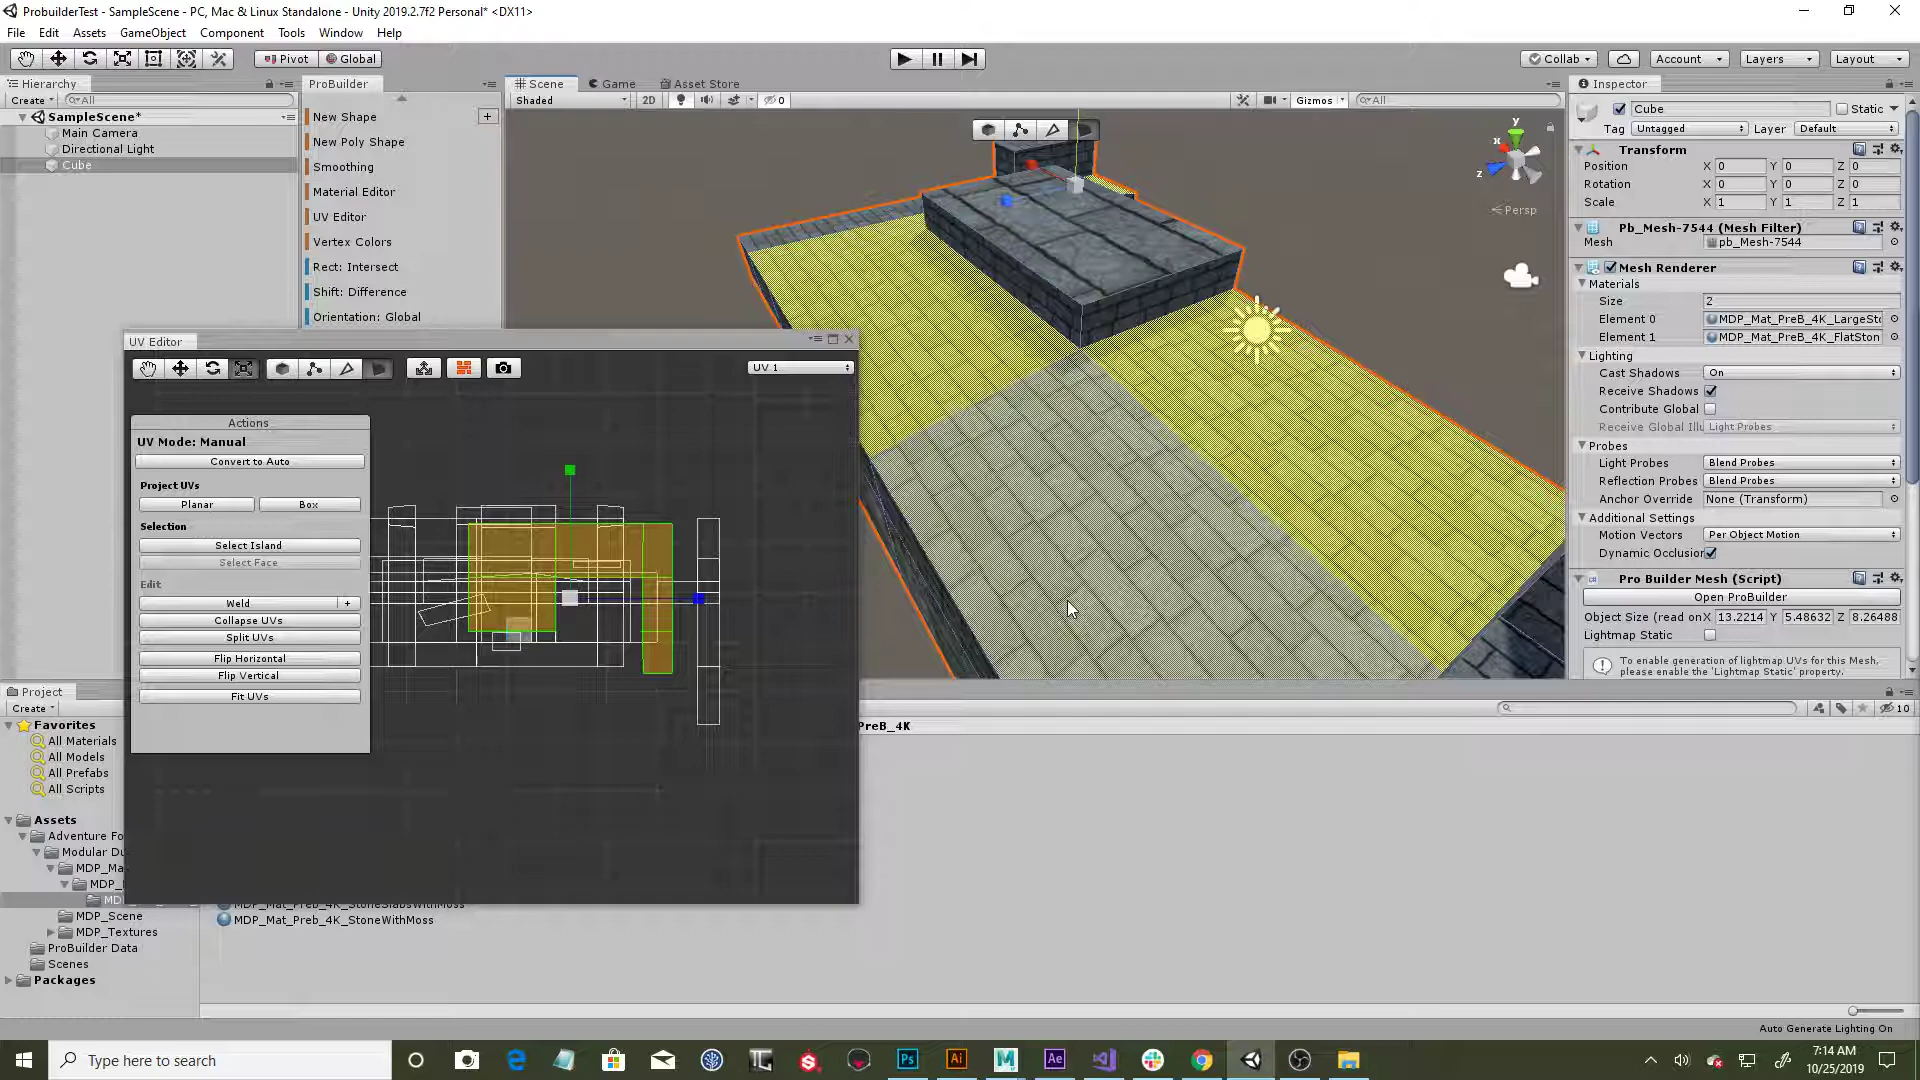 ProbuilderTest - SampleScene - PC, Mac & Linux Standalone - Unity 2019.2.7f2 Personal* <DX11>
File Edit Assets GameObject Component Tools Window Help
Pivot Global Collab Account Layers Layout
Hierarchy
Create All
SampleScene*
Main Camera
Directional Light
Cube
ProBuilder
New Shape +
New Poly Shape
Smoothing
Material Editor
UV Editor
Vertex Colors
Rect: Intersect
Shift: Difference
Orientation: Global
Scene Game Asset Store
Shaded 2D 0 Gizmos All
y
x
z
Persp
UV Editor
UV 1
Actions
UV Mode: Manual
Convert to Auto
Project UVs
Planar Box
Selection
Select Island
Select Face
Edit
Weld +
Collapse UVs
Split UVs
Flip Horizontal
Flip Vertical
Fit UVs
Inspector
Cube Static
Tag Untagged Layer Default
Transform
Position X 0 Y 0 Z 0
Rotation X 0 Y 0 Z 0
Scale X 1 Y 1 Z 1
Pb_Mesh-7544 (Mesh Filter)
Mesh pb_Mesh-7544
Mesh Renderer
Materials
Size 2
Element 0 MDP_Mat_PreB_4K_LargeSto
Element 1 MDP_Mat_PreB_4K_FlatSton
Lighting
Cast Shadows On
Receive Shadows
Contribute Global
Receive Global Illu Light Probes
Probes
Light Probes Blend Probes
Reflection Probes Blend Probes
Anchor Override None (Transform)
Additional Settings
Motion Vectors Per Object Motion
Dynamic Occlusion
Pro Builder Mesh (Script)
Open ProBuilder
Object Size (read on X 13.2214 Y 5.48632 Z 8.26488
Lightmap Static
To enable generation of lightmap UVs for this Mesh,
please enable the 'Lightmap Static' property.
Project
Create
10
Favorites
All Materials
All Models
All Prefabs
All Scripts
Assets
Adventure Fo
Modular Du
MDP_Ma
MDP_
MD
MDP_Scene
MDP_Textures
ProBuilder Data
Scenes
Packages
PreB_4K
MDP_Mat_Preb_4K_StoneSlabsWithMoss
MDP_Mat_Preb_4K_StoneWithMoss
Auto Generate Lighting On
Type here to search
Ps Ai M Ae
7:14 AM
10/25/2019